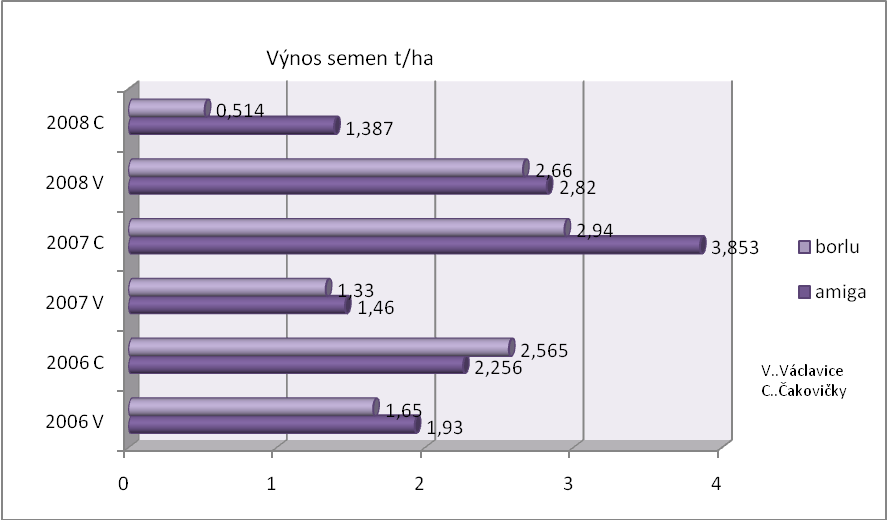 Výnos semen t/ha
2008 C
0,514
1,387
2008 V
2,66
2,82
2007 C
2,94
3,853
2007 V
1,33
1,46
2006 C
2,565
2,256
2006 V
1,65
1,93
0 1 2 3 4
borlu
amiga
V..Václavice
C..Čakovičky